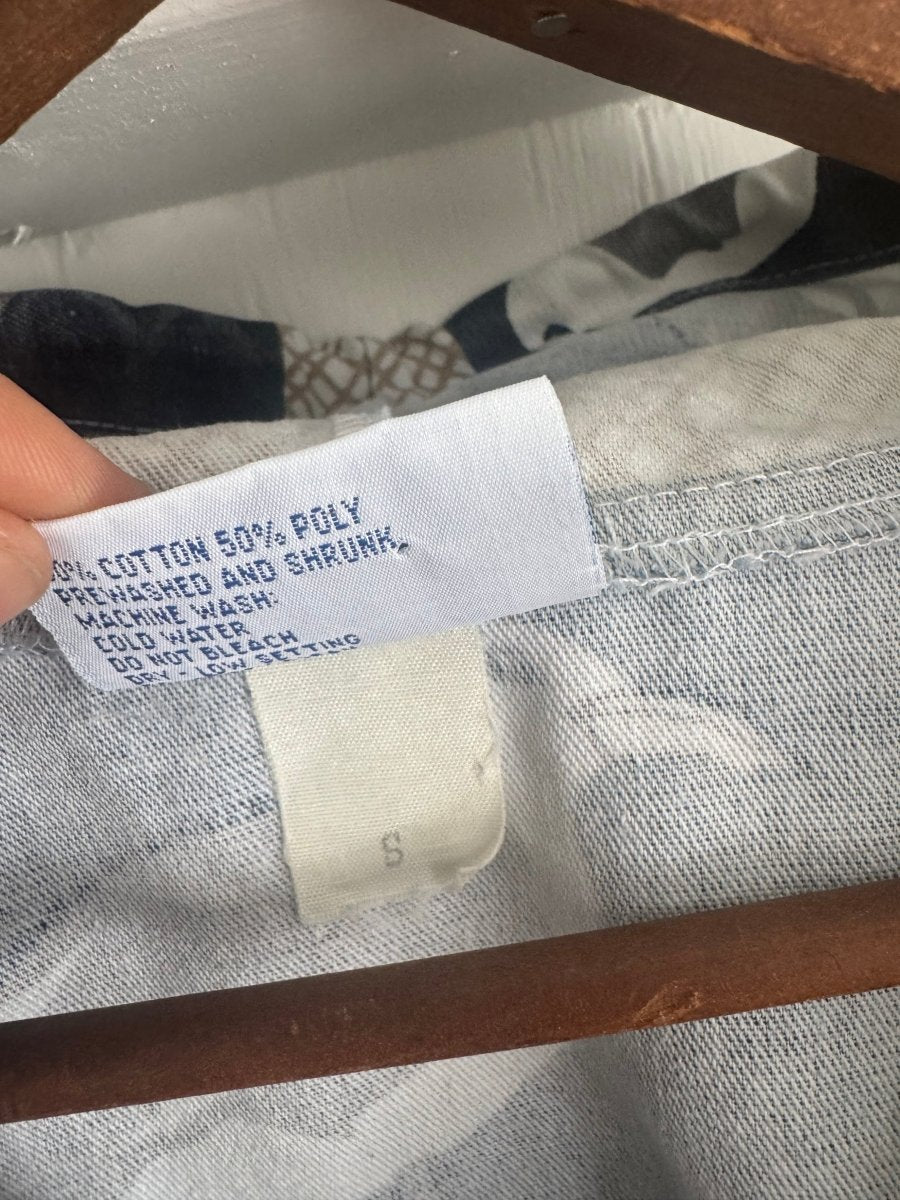 0% COTTON 50% POLY
PREWASHED AND SHRUNK.
MACHINE WASH:
COLD WATER
DO NOT BLEACH
DRY - LOW SETTING
S